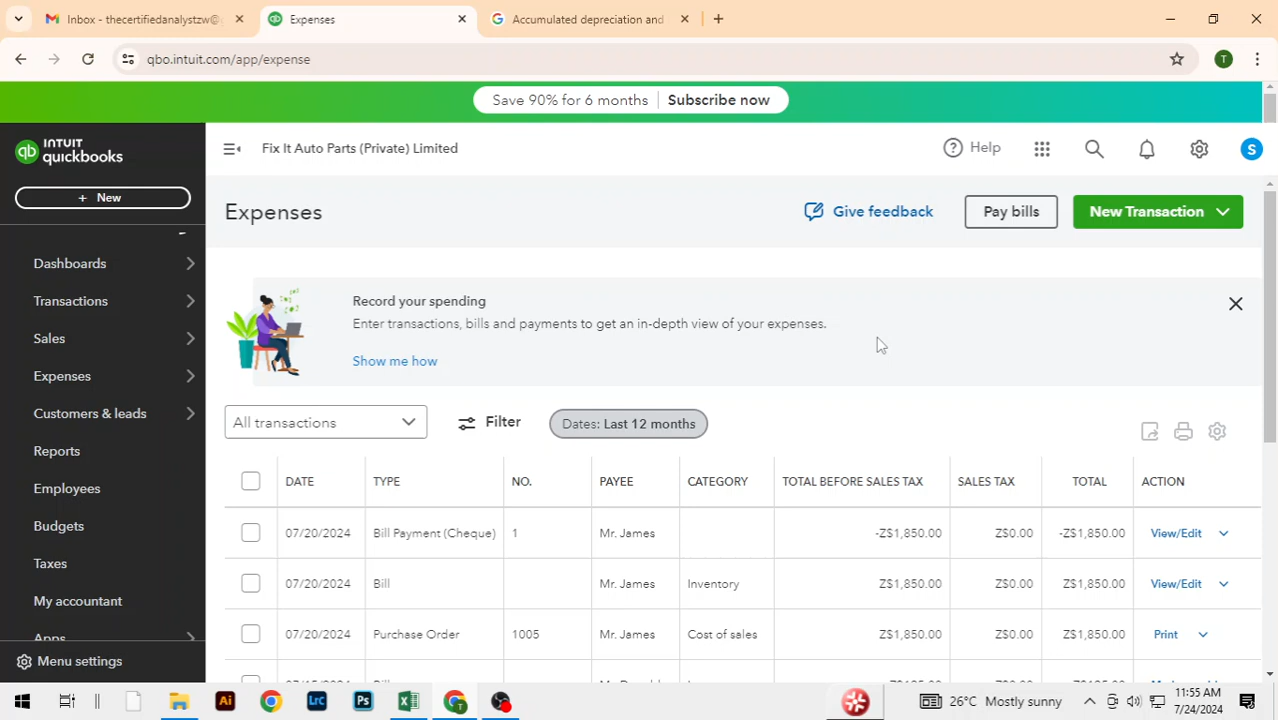 Inbox - thecertifiedanalystzw@
Expenses
Accumulated depreciation and
qbo.intuit.com/app/expense
T
Save 90% for 6 months
Subscribe now
INTUIT
quickbooks
Fix It Auto Parts (Private) Limited
Help
S
+ New
Expenses
Give feedback
Pay bills
New Transaction
Dashboards
Transactions
Sales
Expenses
Customers & leads
Reports
Employees
Budgets
Taxes
My accountant
Apps
Menu settings
Record your spending
Enter transactions, bills and payments to get an in-depth view of your expenses.
Show me how
All transactions
Filter
Dates: Last 12 months
DATE TYPE NO. PAYEE CATEGORY TOTAL BEFORE SALES TAX SALES TAX TOTAL ACTION
07/20/2024 Bill Payment (Cheque) 1 Mr. James -Z$1,850.00 Z$0.00 -Z$1,850.00 View/Edit
07/20/2024 Bill Mr. James Inventory Z$1,850.00 Z$0.00 Z$1,850.00 View/Edit
07/20/2024 Purchase Order 1005 Mr. James Cost of sales Z$1,850.00 Z$0.00 Z$1,850.00 Print
Ai
Lrc
Ps
T
26°C Mostly sunny
11:55 AM
7/24/2024